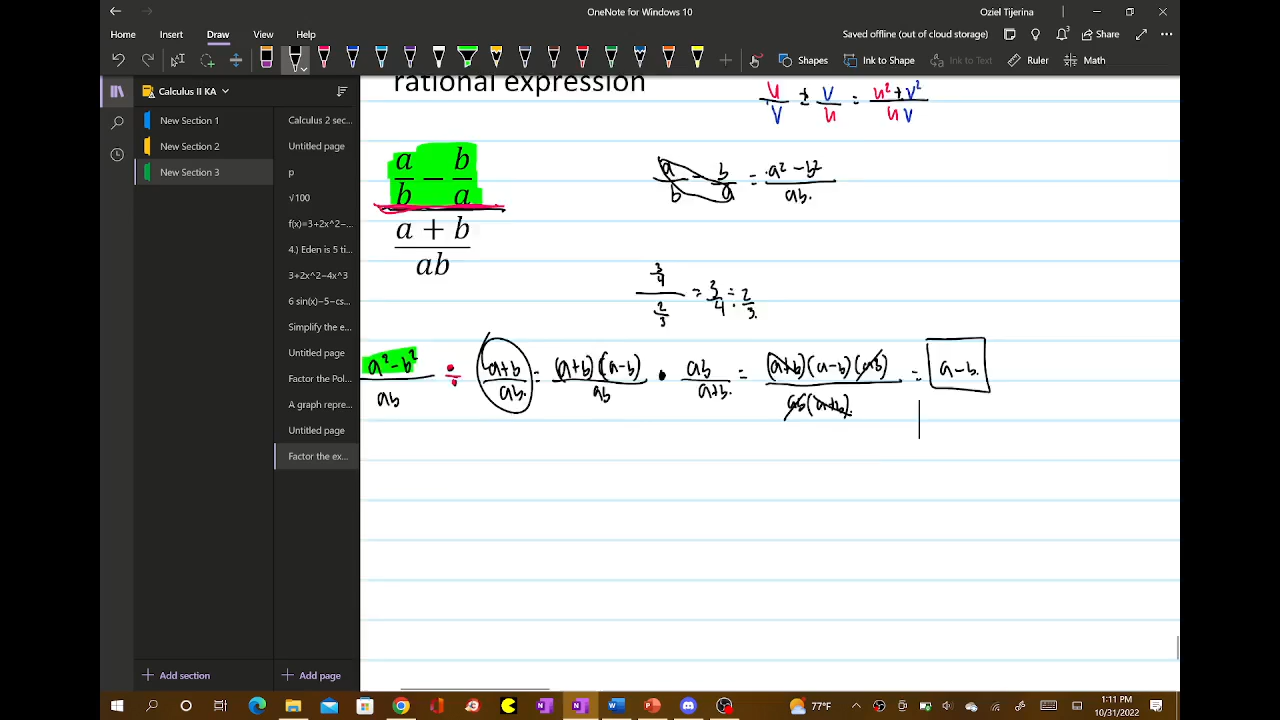 OneNote for Windows 10
Oziel Tijerina
Home Insert Draw View Help
Saved offline (out of cloud storage)
Share
Shapes Ink to Shape Ink to Text Ruler Math
Calculus II KA
New Section 1
New Section 2
New Section 3
Calculus 2 sec...
Untitled page
p
√100
f(x)=3+2x^2−...
4.) Eden is 5 ti...
3+2x^2−4x^3
6 sin(x)−5−cs...
Simplify the e...
Untitled page
Factor the Pol...
A graph repre...
Untitled page
Factor the ex...
rational expression
u/v ± v/u = u²+v²/uv
a/b − b/a
a + b/ab
a/b − b/a = a²−b²/ab.
3/4 / 2/3 = 3/4 ÷ 2/3.
a²−b²/ab ÷ a+b/ab. = (a+b)(a−b)/ab • ab/a+b. = (a+b)(a−b)(ab)/ab(a+b). = a−b.
Add section
Add page
77°F
1:11 PM
10/31/2022